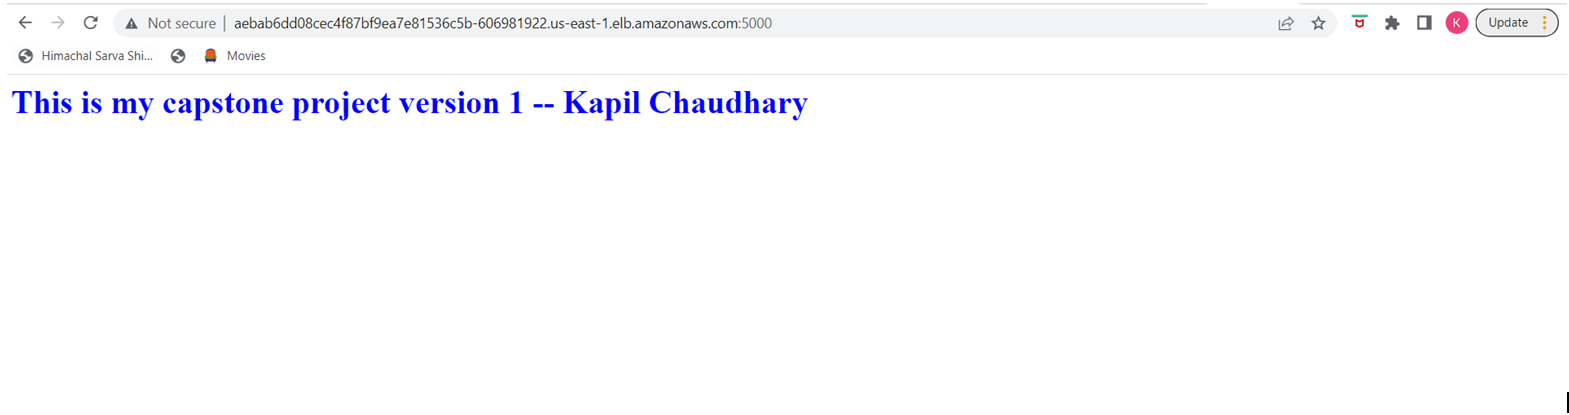 Not secure aebab6dd08cec4f87bf9ea7e81536c5b-606981922.us-east-1.elb.amazonaws.com:5000 K Update
Himachal Sarva Shi... Movies
This is my capstone project version 1 -- Kapil Chaudhary